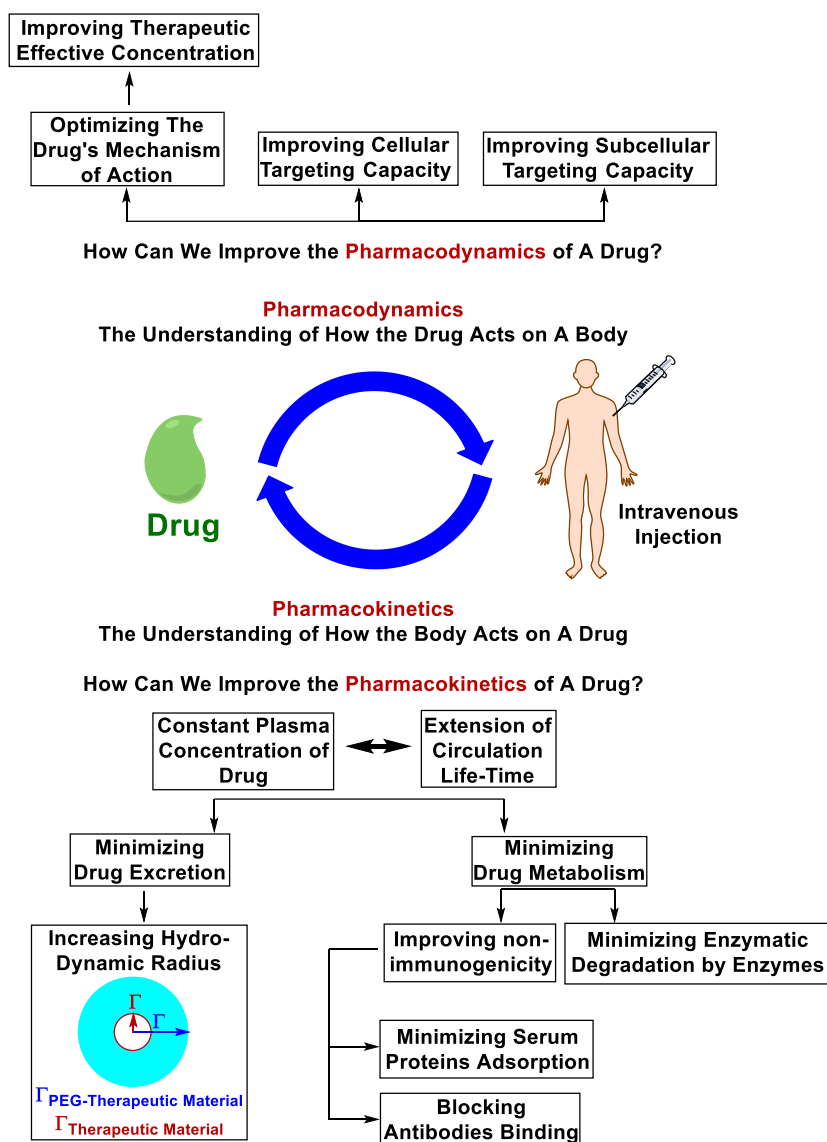 Improving Therapeutic
Effective Concentration
Optimizing The
Drug's Mechanism
of Action
Improving Cellular
Targeting Capacity
Improving Subcellular
Targeting Capacity
How Can We Improve the Pharmacodynamics of A Drug?
Pharmacodynamics
The Understanding of How the Drug Acts on A Body
Drug
Intravenous
Injection
Pharmacokinetics
The Understanding of How the Body Acts on A Drug
How Can We Improve the Pharmacokinetics of A Drug?
Constant Plasma
Concentration of
Drug
Extension of
Circulation
Life-Time
Minimizing
Drug Excretion
Minimizing
Drug Metabolism
Increasing Hydro-
Dynamic Radius
Γ
Γ
ΓPEG-Therapeutic Material
ΓTherapeutic Material
Improving non-
immunogenicity
Minimizing Enzymatic
Degradation by Enzymes
Minimizing Serum
Proteins Adsorption
Blocking
Antibodies Binding